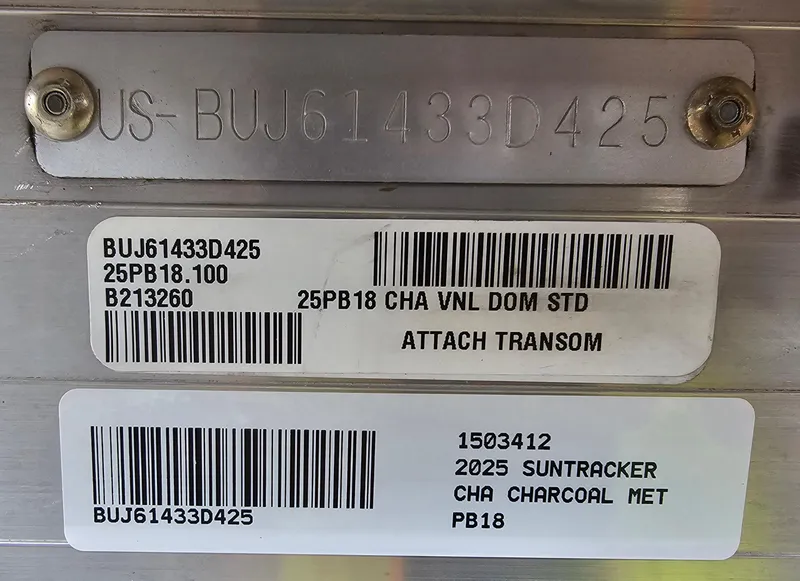 US-BUJ61433D425
BUJ61433D425
25PB18.100
B213260
25PB18 CHA VNL DOM STD
ATTACH TRANSOM
BUJ61433D425
1503412
2025 SUNTRACKER
CHA CHARCOAL MET
PB18